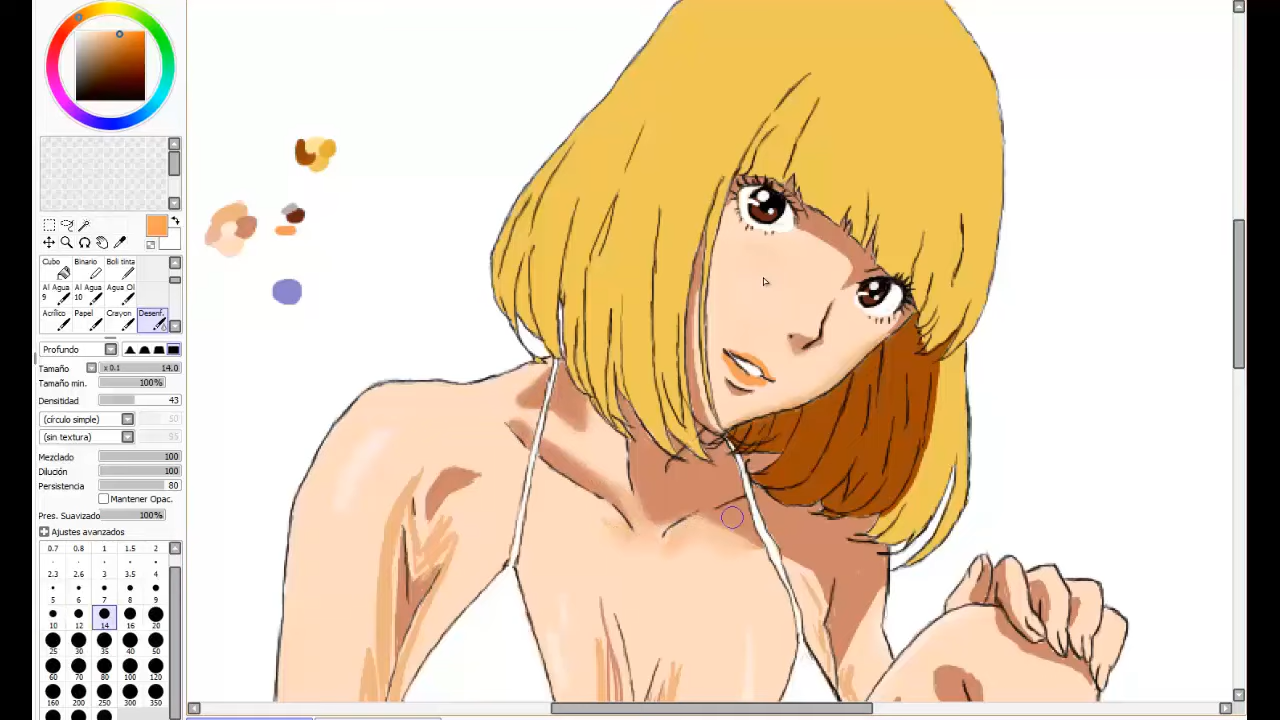 Cubo Binario Boli tinta
Al Agua 9 Al Agua 10 Agua Ol
Acrílico Papel Crayon Desenf.
Profundo
Tamaño x 0.1 14.0
Tamaño min. 100%
Densitidad 43
(círculo simple) 50
(sin textura) 95
Mezclado 100
Dilución 100
Persistencia 80
Mantener Opac.
Pres. Suavizado 100%
Ajustes avanzados
0.7 0.8 1 1.5 2
2.3 2.6 3 3.5 4
5 6 7 8 9
10 12 14 16 20
25 30 35 40 50
60 70 80 100 120
160 200 250 300 350